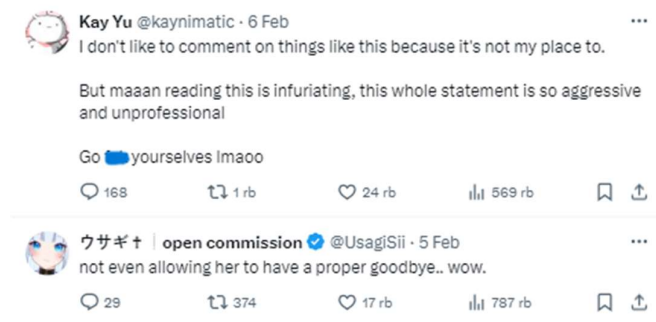 Kay Yu @kaynimatic · 6 Feb
I don't like to comment on things like this because it's not my place to.
But maaan reading this is infuriating, this whole statement is so aggressive
and unprofessional
Go yourselves lmaoo
168 1 rb 24 rb 569 rb
ウサギ✝ | open commission @UsagiSii · 5 Feb
not even allowing her to have a proper goodbye.. wow.
29 374 17 rb 787 rb